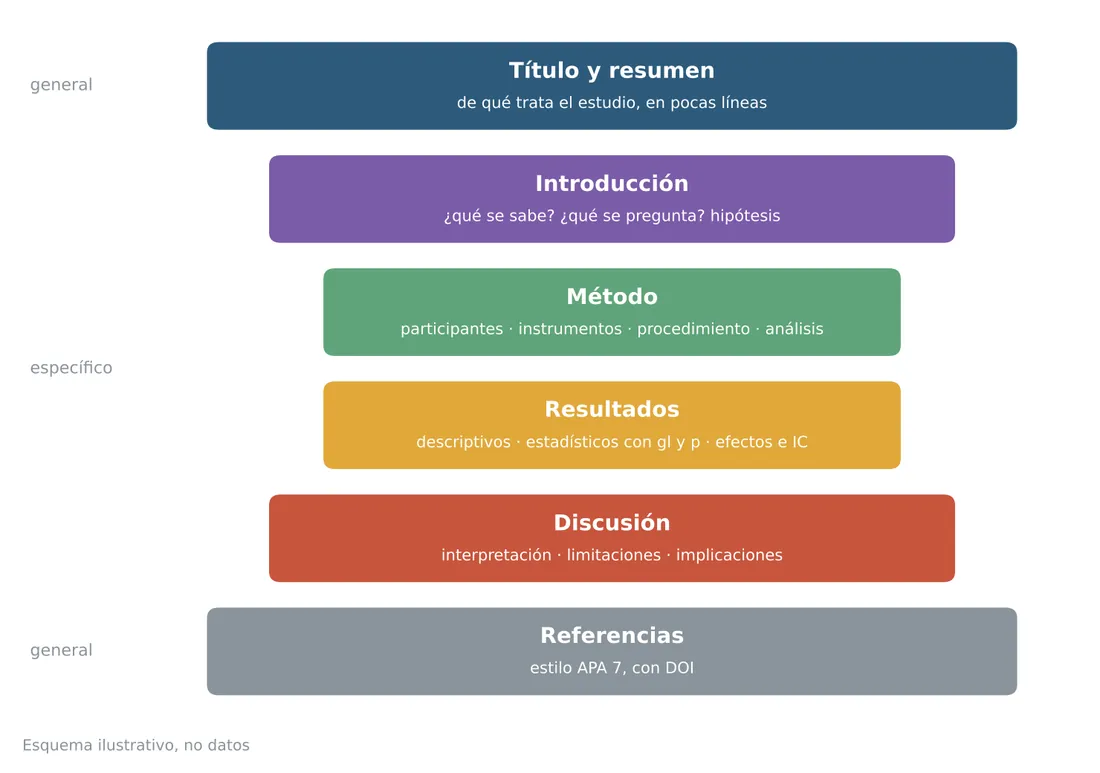 Título y resumen
general
de qué trata el estudio, en pocas líneas
Introducción
¿qué se sabe? ¿qué se pregunta? hipótesis
Método
participantes · instrumentos · procedimiento · análisis
específico
Resultados
descriptivos · estadísticos con gl y p · efectos e IC
Discusión
interpretación · limitaciones · implicaciones
Referencias
general
estilo APA 7, con DOI
Esquema ilustrativo, no datos